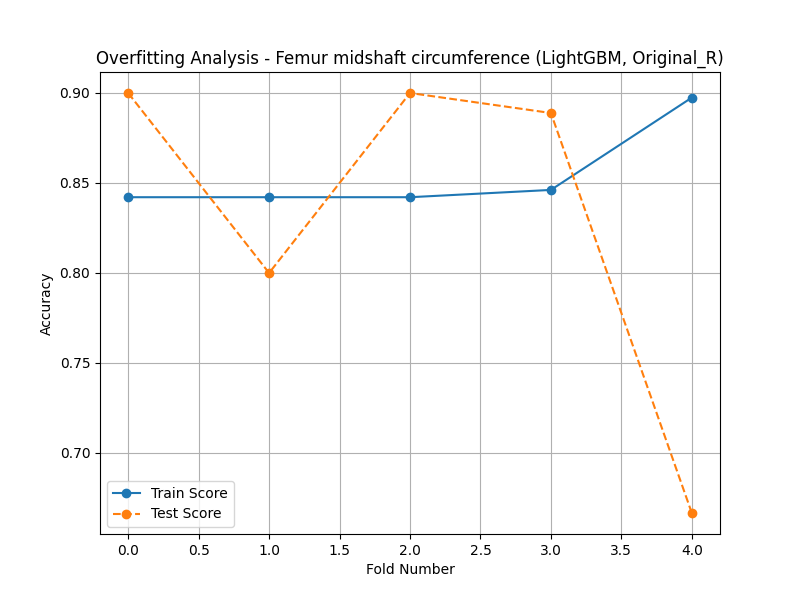 Overfitting Analysis - Femur midshaft circumference (LightGBM, Original_R)
Accuracy
0.90
0.85
0.80
0.75
0.70
Train Score
Test Score
0.0 0.5 1.0 1.5 2.0 2.5 3.0 3.5 4.0
Fold Number